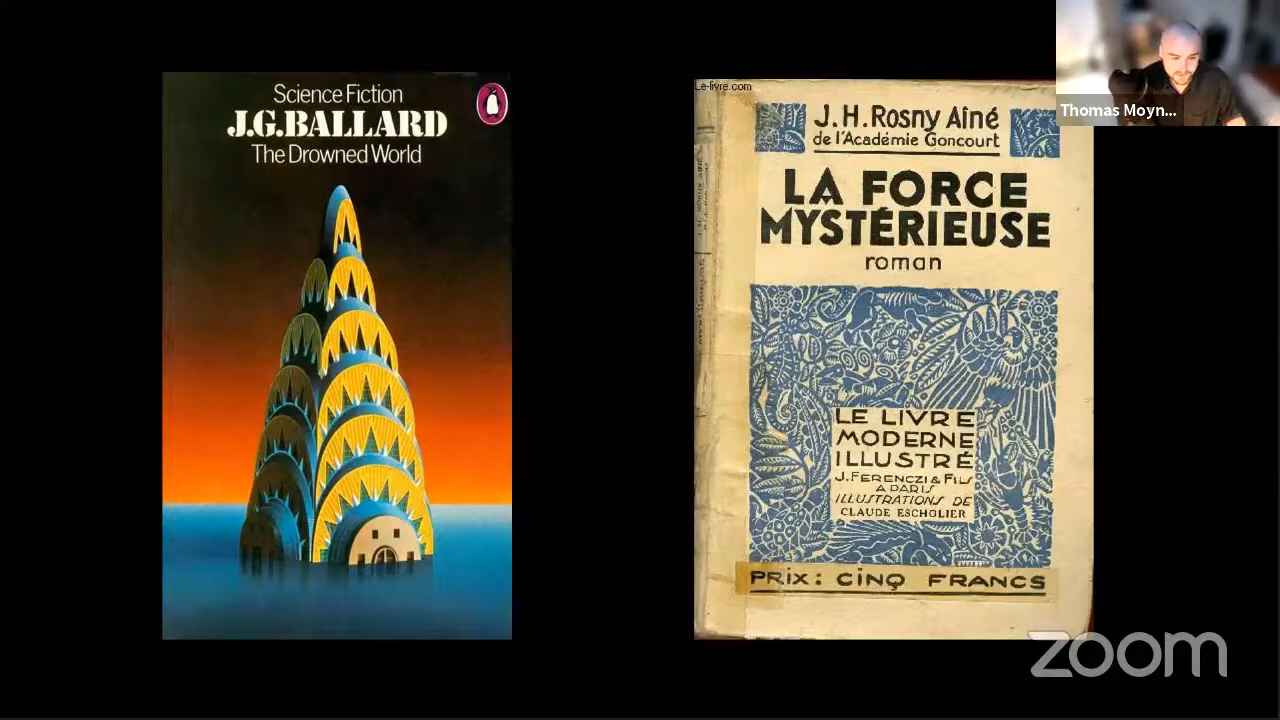 Science Fiction
J.G.BALLARD
The Drowned World
Le-livre.com
J.H.Rosny Aîné
de l'Académie Goncourt
LA FORCE
MYSTÉRIEUSE
roman
LE LIVRE
MODERNE
ILLUSTRÉ
J.FERENCZI & FILS
A PARIS
ILLUSTRATIONS DE
CLAUDE ESCHOLIER
PRIX: CINQ FRANCS
Thomas Moyn...
zoom